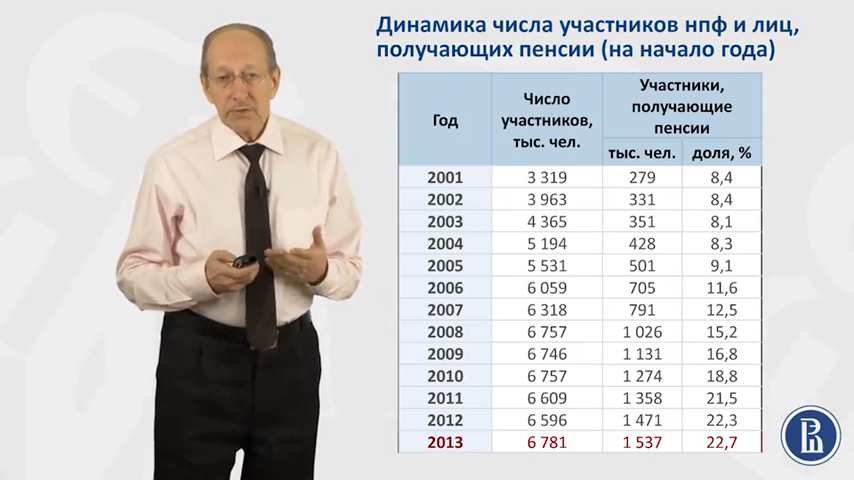 Динамика числа участников нпф и лиц,
получающих пенсии (на начало года)
Год
Число
участников,
тыс. чел.
Участники,
получающие
пенсии
тыс. чел. доля, %
2001 3 319 279 8,4
2002 3 963 331 8,4
2003 4 365 351 8,1
2004 5 194 428 8,3
2005 5 531 501 9,1
2006 6 059 705 11,6
2007 6 318 791 12,5
2008 6 757 1 026 15,2
2009 6 746 1 131 16,8
2010 6 757 1 274 18,8
2011 6 609 1 358 21,5
2012 6 596 1 471 22,3
2013 6 781 1 537 22,7